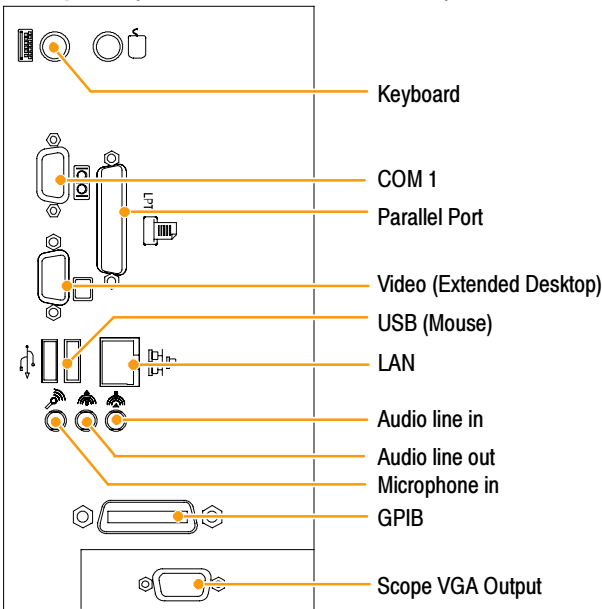 Keyboard
COM 1
Parallel Port
LPT
Video (Extended Desktop)
USB (Mouse)
LAN
Audio line in
Audio line out
Microphone in
GPIB
Scope VGA Output